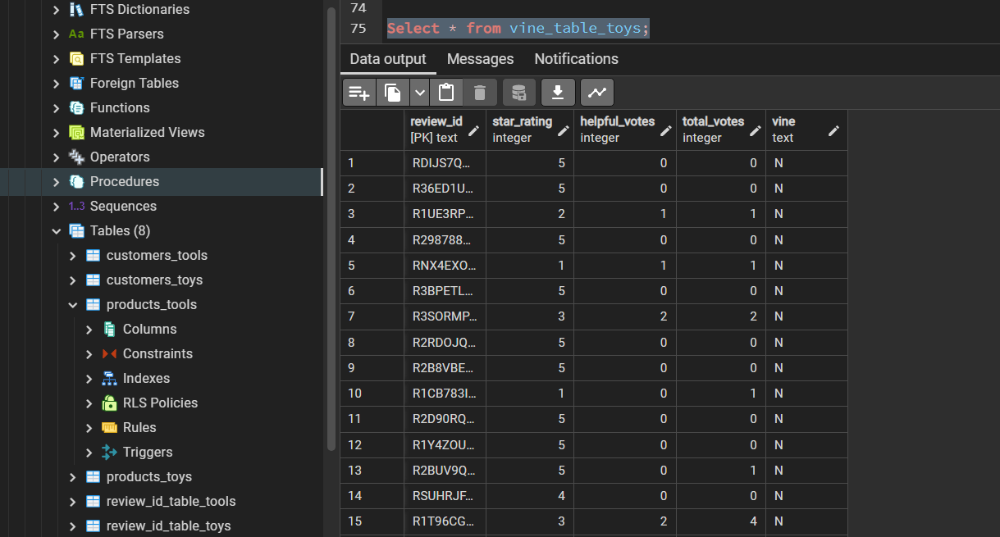 FTS Dictionaries
Aa FTS Parsers
FTS Templates
Foreign Tables
Functions
Materialized Views
Operators
Procedures
1..3 Sequences
Tables (8)
customers_tools
customers_toys
products_tools
Columns
Constraints
Indexes
RLS Policies
Rules
Triggers
products_toys
review_id_table_tools
review_id_table_toys
74
75 Select * from vine_table_toys;
Data output Messages Notifications
review_id star_rating helpful_votes total_votes vine
[PK] text integer integer integer text
1 RDIJS7Q... 5 0 0 N
2 R36ED1U... 5 0 0 N
3 R1UE3RP... 2 1 1 N
4 R298788... 5 0 0 N
5 RNX4EXO... 1 1 1 N
6 R3BPETL... 5 0 0 N
7 R3SORMP... 3 2 2 N
8 R2RDOJQ... 5 0 0 N
9 R2B8VBE... 5 0 0 N
10 R1CB783I... 1 0 1 N
11 R2D90RQ... 5 0 0 N
12 R1Y4ZOU... 5 0 0 N
13 R2BUV9Q... 5 0 1 N
14 RSUHRJF... 4 0 0 N
15 R1T96CG... 3 2 4 N